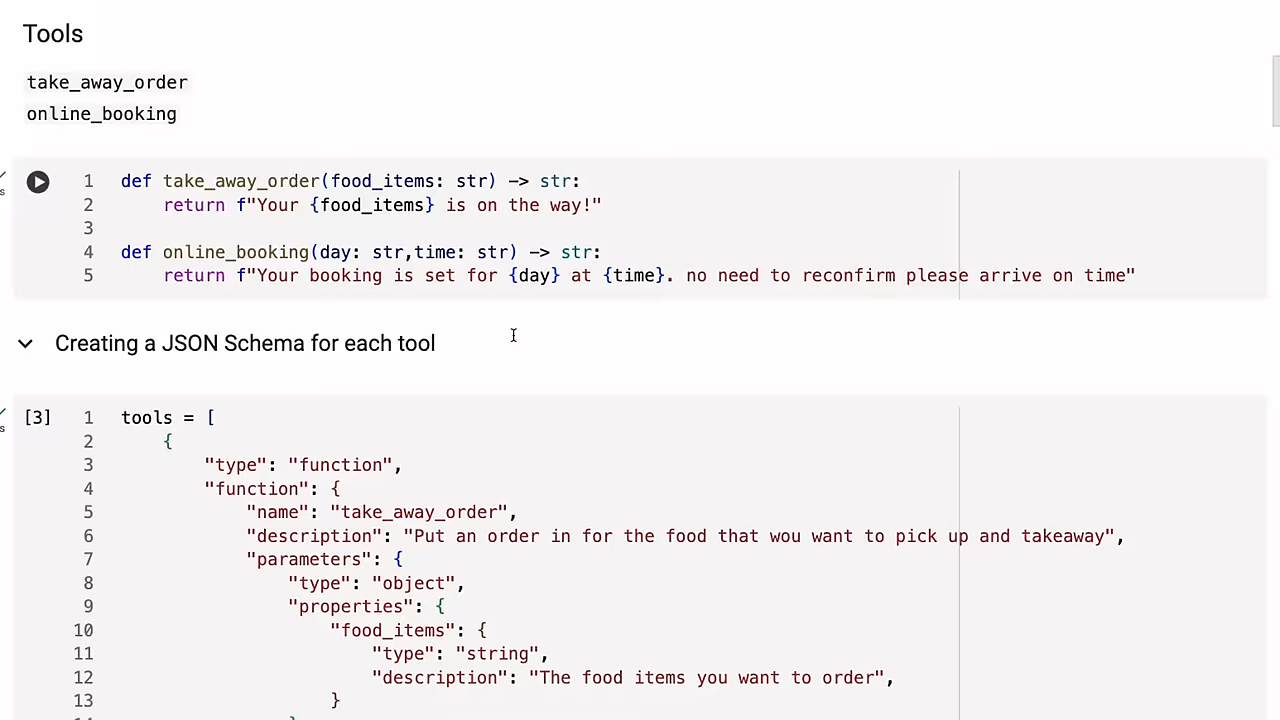 Tools
take_away_order
online_booking
s
1 def take_away_order(food_items: str) -> str:
2 return f"Your {food_items} is on the way!"
3
4 def online_booking(day: str,time: str) -> str:
5 return f"Your booking is set for {day} at {time}. no need to reconfirm please arrive on time"
Creating a JSON Schema for each tool
[3] 1 tools = [
s
2 {
3 "type": "function",
4 "function": {
5 "name": "take_away_order",
6 "description": "Put an order in for the food that wou want to pick up and takeaway",
7 "parameters": {
8 "type": "object",
9 "properties": {
10 "food_items": {
11 "type": "string",
12 "description": "The food items you want to order",
13 }